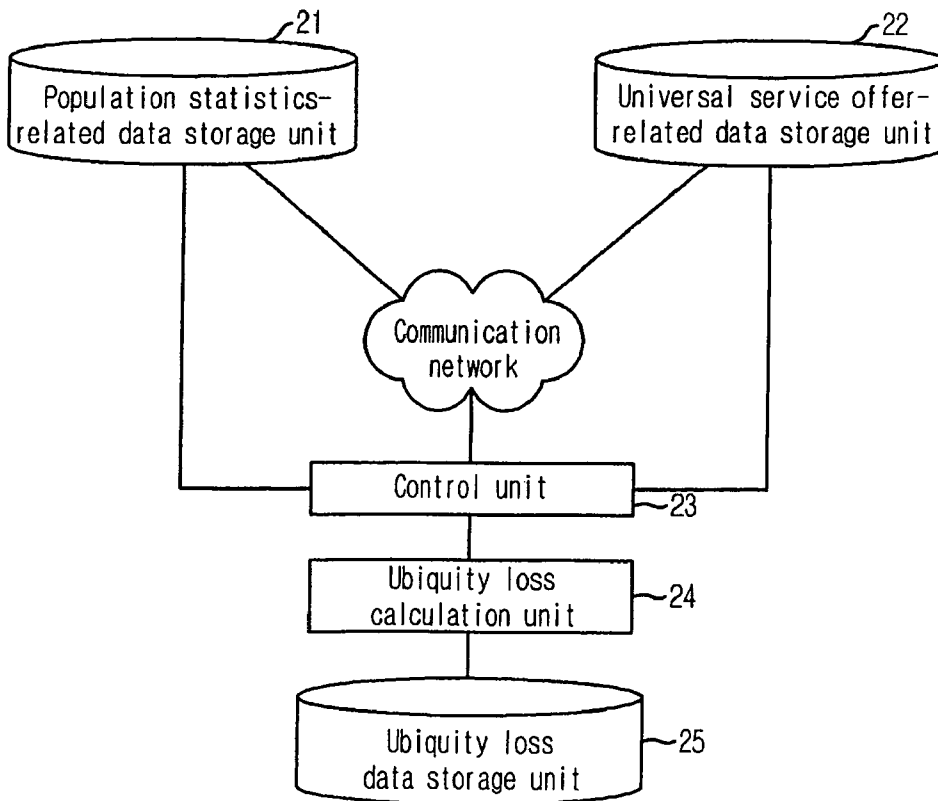 21
22
Population statistics-
related data storage unit
Universal service offer-
related data storage unit
Communication
network
Control unit
23
Ubiquity loss
calculation unit
24
Ubiquity loss
data storage unit
25